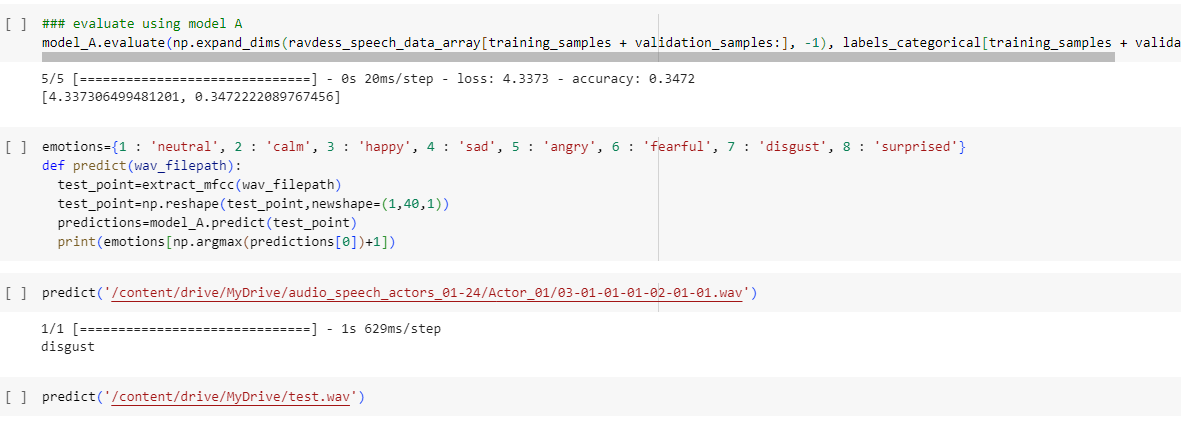 [ ] ### evaluate using model A
model_A.evaluate(np.expand_dims(ravdess_speech_data_array[training_samples + validation_samples:], -1), labels_categorical[training_samples + valida
5/5 [==============================] - 0s 20ms/step - loss: 4.3373 - accuracy: 0.3472
[4.337306499481201, 0.3472222089767456]
[ ] emotions={1 : 'neutral', 2 : 'calm', 3 : 'happy', 4 : 'sad', 5 : 'angry', 6 : 'fearful', 7 : 'disgust', 8 : 'surprised'}
def predict(wav_filepath):
test_point=extract_mfcc(wav_filepath)
test_point=np.reshape(test_point,newshape=(1,40,1))
predictions=model_A.predict(test_point)
print(emotions[np.argmax(predictions[0])+1])
[ ] predict('/content/drive/MyDrive/audio_speech_actors_01-24/Actor_01/03-01-01-01-02-01-01.wav')
1/1 [==============================] - 1s 629ms/step
disgust
[ ] predict('/content/drive/MyDrive/test.wav')